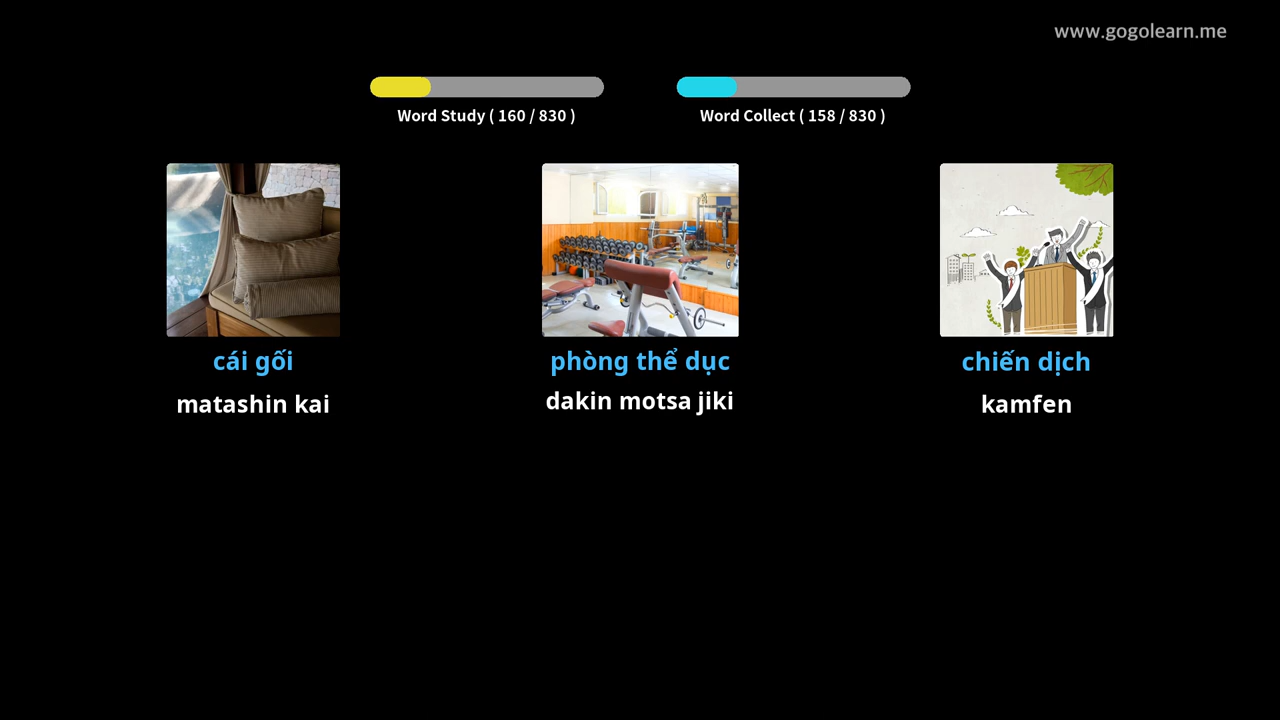 www.gogolearn.me
Word Study ( 160 / 830 )
Word Collect ( 158 / 830 )
cái gối
phòng thể dục
chiến dịch
matashin kai
dakin motsa jiki
kamfen